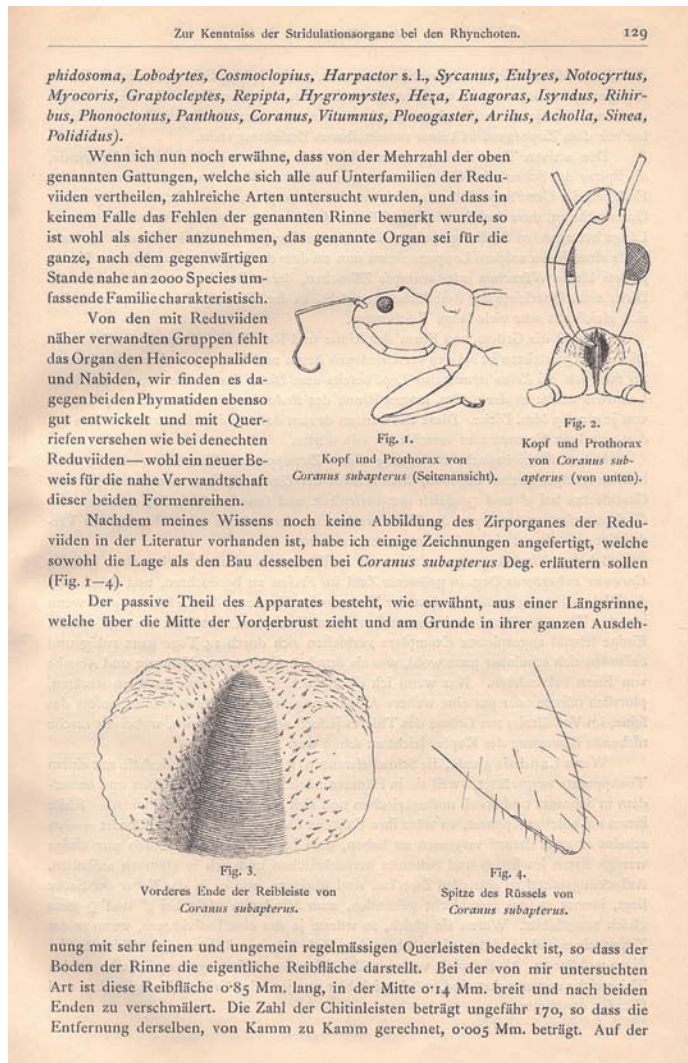 Zur Kenntniss der Stridulationsorgane bei den Rhynchoten. 129
phidosoma, Lobodytes, Cosmoclopius, Harpactor s. l., Sycanus, Eulyes, Notocyrtus,
Myocoris, Graptocleptes, Repipta, Hygromystes, Heza, Euagoras, Isyndus, Rihir-
bus, Phonoctonus, Panthous, Coranus, Vitumnus, Ploeogaster, Arilus, Acholla, Sinea,
Polididus).
Wenn ich nun noch erwähne, dass von der Mehrzahl der oben
genannten Gattungen, welche sich alle auf Unterfamilien der Redu-
viiden vertheilen, zahlreiche Arten untersucht wurden, und dass in
keinem Falle das Fehlen der genannten Rinne bemerkt wurde, so
ist wohl als sicher anzunehmen, das genannte Organ sei für die
ganze, nach dem gegenwärtigen
Stande nahe an 2000 Species um-
fassende Familie charakteristisch.
Von den mit Reduviiden
näher verwandten Gruppen fehlt
das Organ den Henicocephaliden
und Nabiden, wir finden es da-
gegen bei den Phymatiden ebenso
gut entwickelt und mit Quer-
riefen versehen wie bei denechten
Reduviiden—wohl ein neuer Be-
weis für die nahe Verwandtschaft
dieser beiden Formenreihen.
Fig. 1.
Kopf und Prothorax von
Coranus subapterus (Seitenansicht).
Fig. 2.
Kopf und Prothorax
von Coranus sub-
apterus (von unten).
Nachdem meines Wissens noch keine Abbildung des Zirporganes der Redu-
viiden in der Literatur vorhanden ist, habe ich einige Zeichnungen angefertigt, welche
sowohl die Lage als den Bau desselben bei Coranus subapterus Deg. erläutern sollen
(Fig. 1—4).
Der passive Theil des Apparates besteht, wie erwähnt, aus einer Längsrinne,
welche über die Mitte der Vorderbrust zieht und am Grunde in ihrer ganzen Ausdeh-
Fig. 3.
Vorderes Ende der Reibleiste von
Coranus subapterus.
Fig. 4.
Spitze des Rüssels von
Coranus subapterus.
nung mit sehr feinen und ungemein regelmässigen Querleisten bedeckt ist, so dass der
Boden der Rinne die eigentliche Reibfläche darstellt. Bei der von mir untersuchten
Art ist diese Reibfläche 0·85 Mm. lang, in der Mitte 0·14 Mm. breit und nach beiden
Enden zu verschmälert. Die Zahl der Chitinleisten beträgt ungefähr 170, so dass die
Entfernung derselben, von Kamm zu Kamm gerechnet, 0·005 Mm. beträgt. Auf der